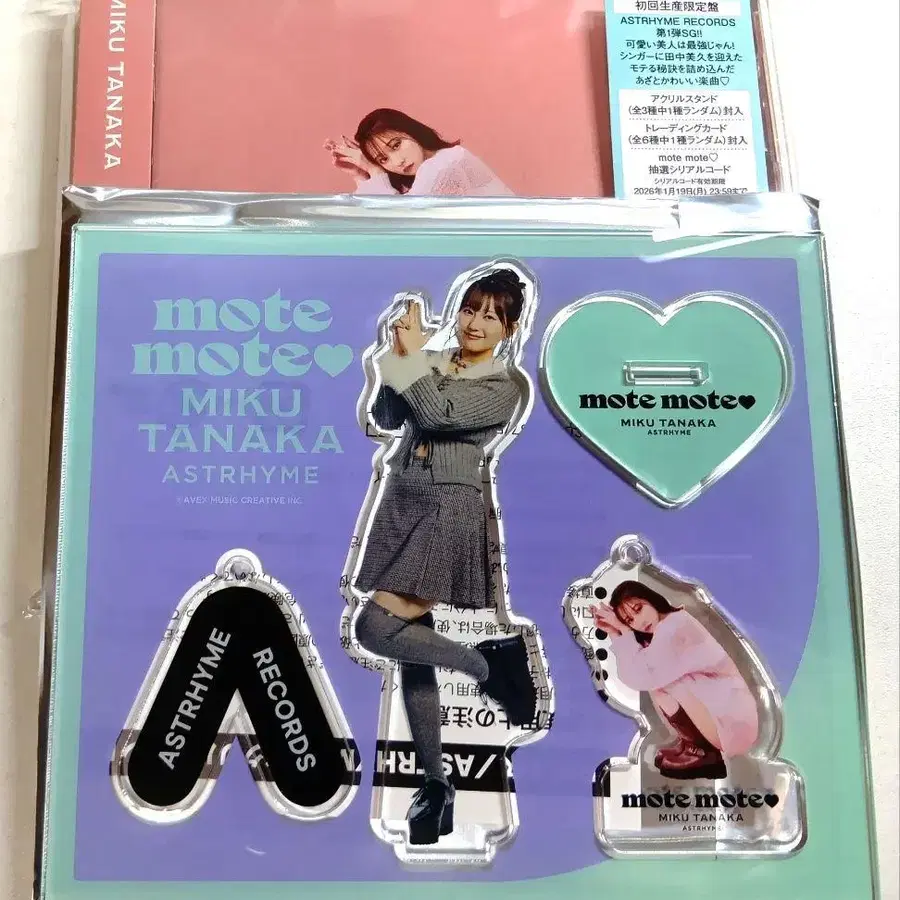 MIKU TANAKA
初回生産限定盤
ASTRHYME RECORDS
第1弾SG!!
可愛い美人は最強じゃん!
シンガーに田中美久を迎えた
モテる秘訣を詰め込んだ
あざとかわいい楽曲♡
アクリルスタンド
(全3種中1種ランダム)封入
トレーディングカード
(全6種中1種ランダム)封入
mote mote♡
抽選シリアルコード
シリアルコード有効期限
2026年1月19日(月)23:59まで
mote
mote♥
MIKU
TANAKA
ASTRHYME
©AVEX MUSIC CREATIVE INC.
mote mote♥
MIKU TANAKA
ASTRHYME
ASTRHYME
RECORDS
mote mote♥
MIKU TANAKA
ASTRHYME